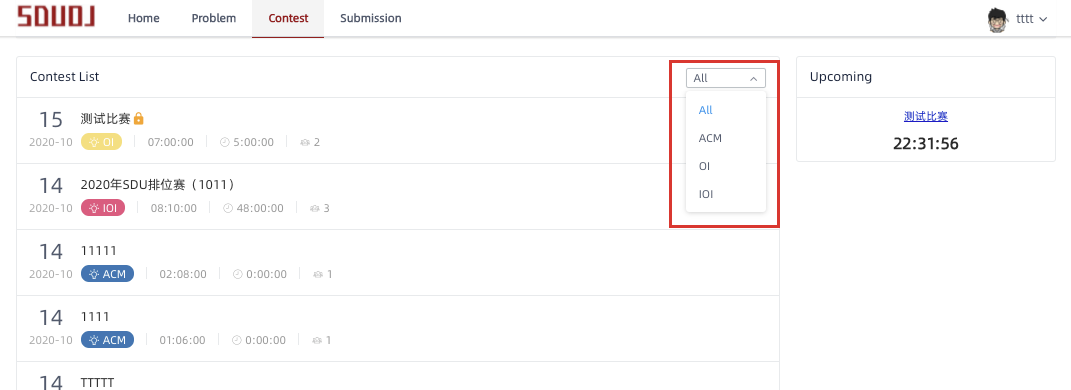 SDUOJ Home Problem Contest Submission tttt
Contest List All Upcoming
All
ACM
OI
IOI
15 测试比赛
2020-10 OI 07:00:00 5:00:00 2
14 2020年SDU排位赛（1011）
2020-10 IOI 08:10:00 48:00:00 3
14 11111
2020-10 ACM 02:08:00 0:00:00 1
14 1111
2020-10 ACM 01:06:00 0:00:00 1
14 TTTTT
测试比赛
22:31:56